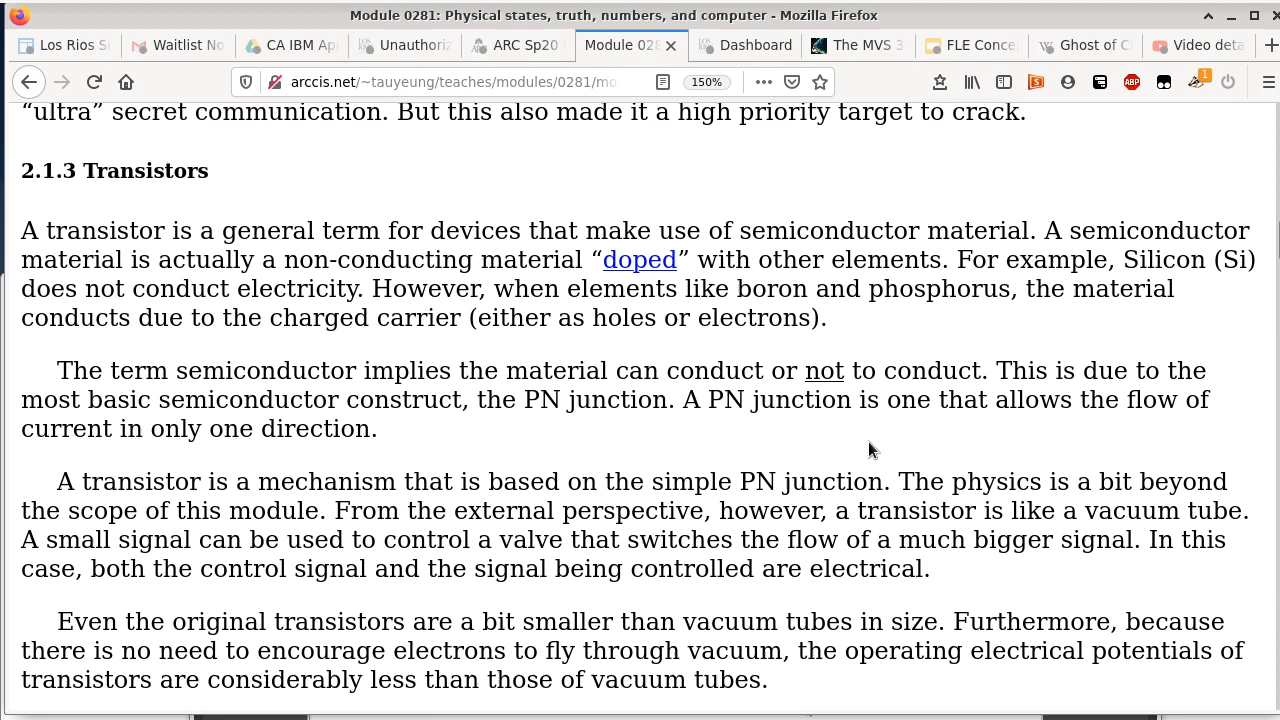 Module 0281: Physical states, truth, numbers, and computer - Mozilla Firefox
Los Rios S
Waitlist No
CA IBM Ap
Unauthoriz
ARC Sp20
Module 028
Dashboard
The MVS 3
FLE Conce
Ghost of C
Video deta
arccis.net/~tauyeung/teaches/modules/0281/mo
150%
ABP
1
“ultra” secret communication. But this also made it a high priority target to crack.
2.1.3 Transistors
A transistor is a general term for devices that make use of semiconductor material. A semiconductor
material is actually a non-conducting material “doped” with other elements. For example, Silicon (Si)
does not conduct electricity. However, when elements like boron and phosphorus, the material
conducts due to the charged carrier (either as holes or electrons).
The term semiconductor implies the material can conduct or not to conduct. This is due to the
most basic semiconductor construct, the PN junction. A PN junction is one that allows the flow of
current in only one direction.
A transistor is a mechanism that is based on the simple PN junction. The physics is a bit beyond
the scope of this module. From the external perspective, however, a transistor is like a vacuum tube.
A small signal can be used to control a valve that switches the flow of a much bigger signal. In this
case, both the control signal and the signal being controlled are electrical.
Even the original transistors are a bit smaller than vacuum tubes in size. Furthermore, because
there is no need to encourage electrons to fly through vacuum, the operating electrical potentials of
transistors are considerably less than those of vacuum tubes.